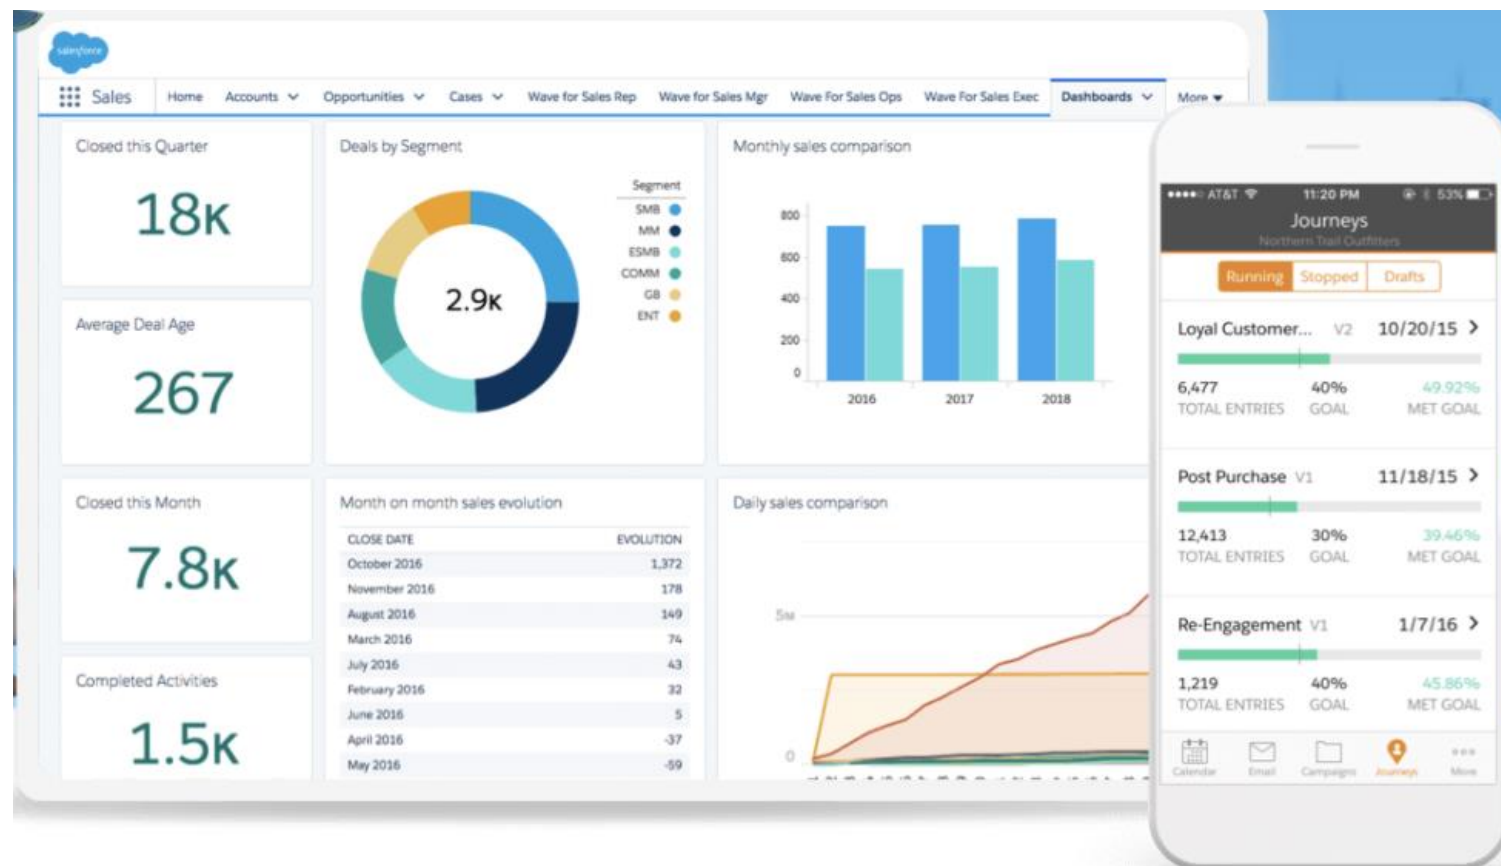 salesforce
Sales Home Accounts Opportunities Cases Wave for Sales Rep Wave for Sales Mgr Wave For Sales Ops Wave For Sales Exec Dashboards More
Closed this Quarter
18K
Average Deal Age
267
Closed this Month
7.8K
Completed Activities
1.5K
Deals by Segment
2.9K
Segment
SMB
MM
ESMB
COMM
GB
ENT
Monthly sales comparison
800
600
400
200
0
2016 2017 2018
Month on month sales evolution
CLOSE DATE EVOLUTION
October 2016 1,372
November 2016 178
August 2016 149
March 2016 74
July 2016 43
February 2016 32
June 2016 5
April 2016 -37
May 2016 -59
Daily sales comparison
5M
0
AT&T 11:20 PM 53%
Journeys
Northern Trail Outfitters
Running Stopped Drafts
Loyal Customer... V2 10/20/15
6,477 40% 49.92%
TOTAL ENTRIES GOAL MET GOAL
Post Purchase V1 11/18/15
12,413 30% 39.46%
TOTAL ENTRIES GOAL MET GOAL
Re-Engagement V1 1/7/16
1,219 40% 45.86%
TOTAL ENTRIES GOAL MET GOAL
Calendar Email Campaigns Journeys More